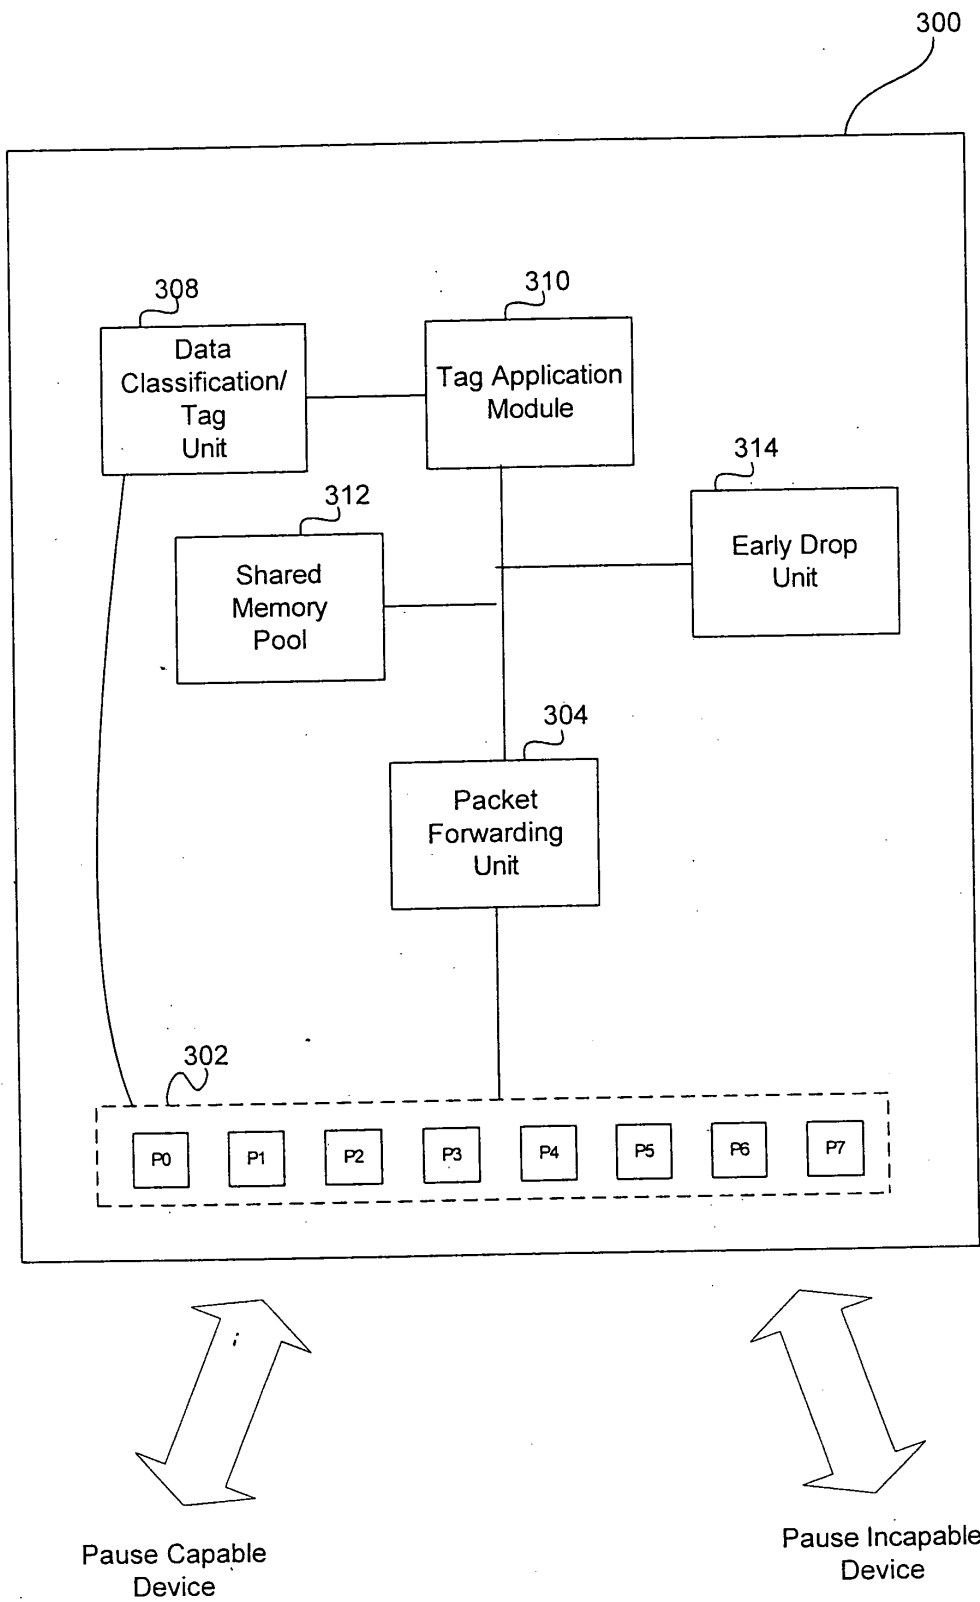 300
308
Data
Classification/
Tag
Unit
310
Tag Application
Module
314
Early Drop
Unit
312
Shared
Memory
Pool
304
Packet
Forwarding
Unit
302
P0 P1 P2 P3 P4 P5 P6 P7
Pause Capable
Device
Pause Incapable
Device